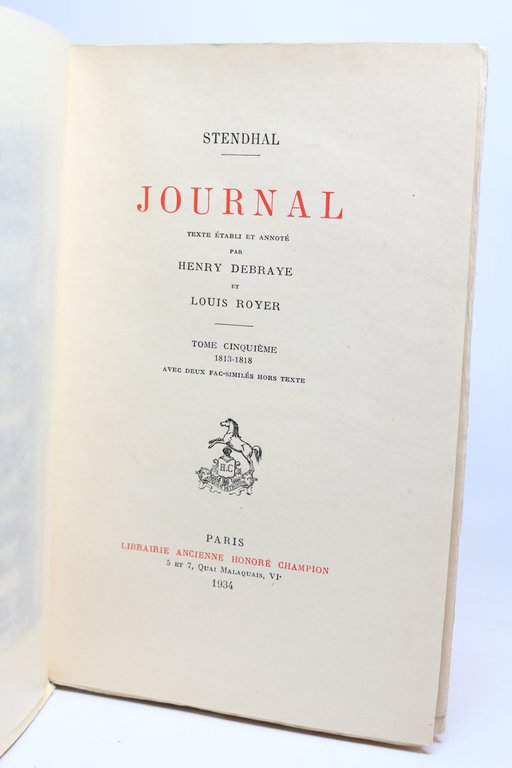 STENDHAL
JOURNAL
TEXTE ÉTABLI ET ANNOTÉ
PAR
HENRY DEBRAYE
ET
LOUIS ROYER
TOME CINQUIÈME
1813-1818
AVEC DEUX FAC-SIMILÉS HORS TEXTE
H.C
PARIS
LIBRAIRIE ANCIENNE HONORÉ CHAMPION
5 ET 7, QUAI MALAQUAIS, VIᵉ
1934